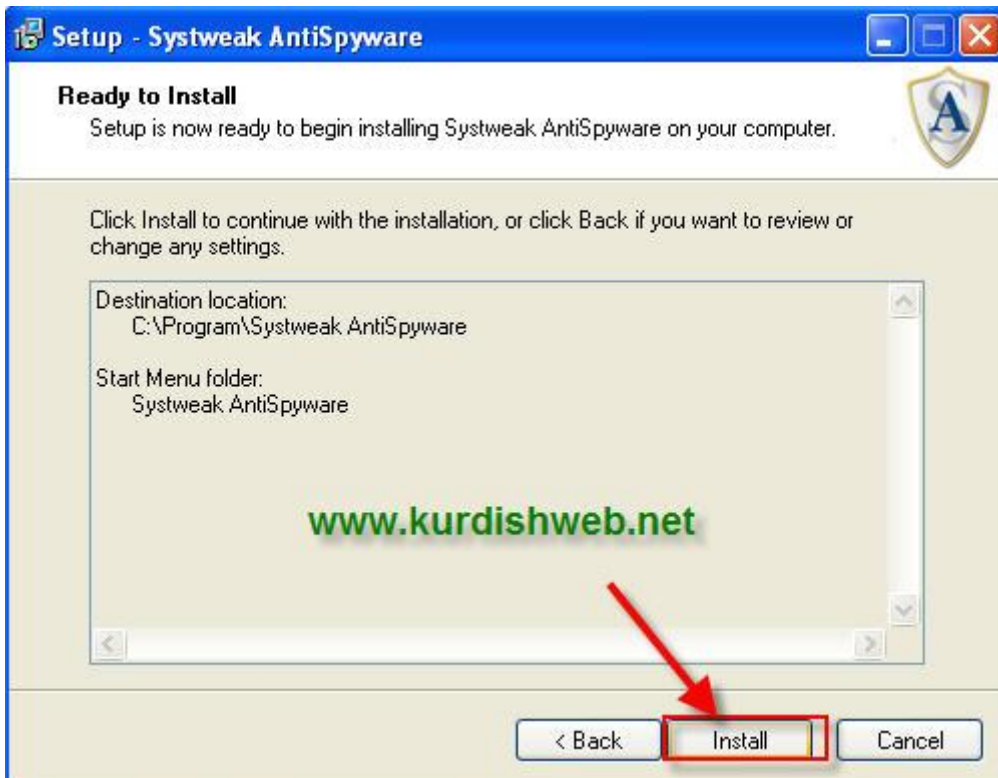 Setup - Systweak AntiSpyware
Ready to Install
Setup is now ready to begin installing Systweak AntiSpyware on your computer.
Click Install to continue with the installation, or click Back if you want to review or
change any settings.
Destination location:
C:\Program\Systweak AntiSpyware
Start Menu folder:
Systweak AntiSpyware
www.kurdishweb.net
< Back
Install
Cancel